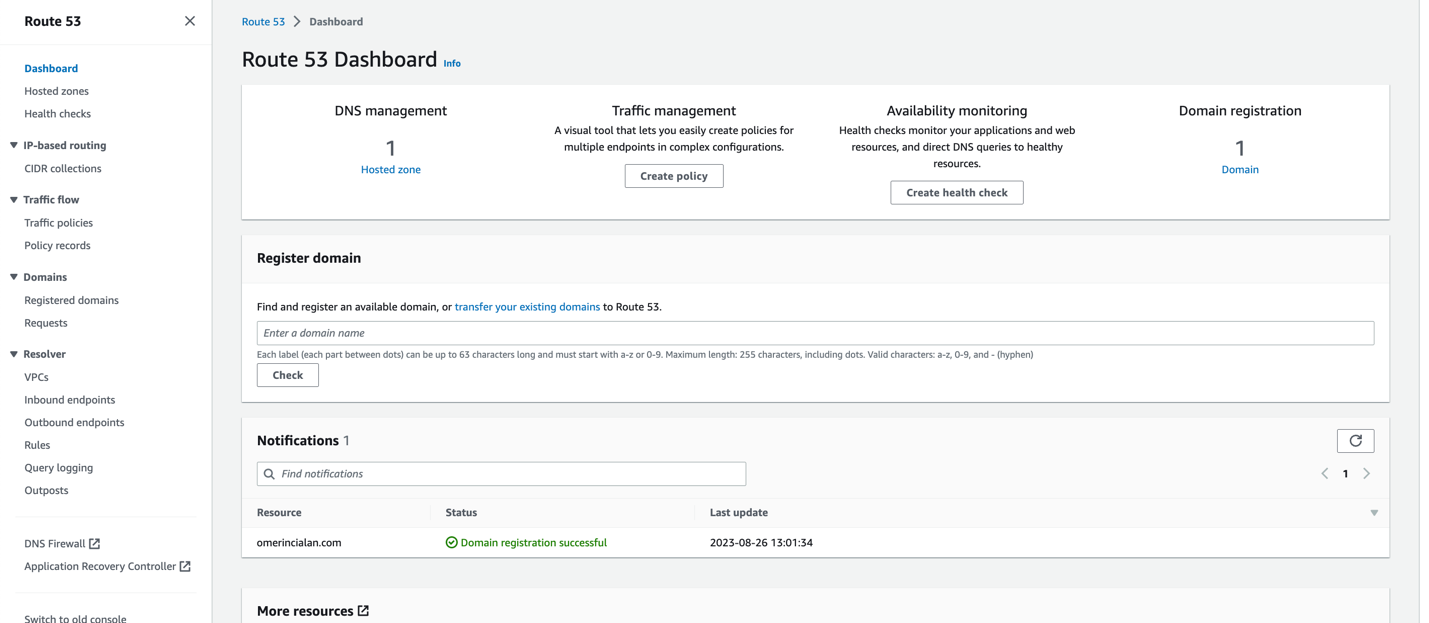 Route 53
Dashboard
Hosted zones
Health checks
IP-based routing
CIDR collections
Traffic flow
Traffic policies
Policy records
Domains
Registered domains
Requests
Resolver
VPCs
Inbound endpoints
Outbound endpoints
Rules
Query logging
Outposts
DNS Firewall
Application Recovery Controller
Switch to old console
Route 53 > Dashboard
Route 53 Dashboard Info
DNS management
1
Hosted zone
Traffic management
A visual tool that lets you easily create policies for
multiple endpoints in complex configurations.
Create policy
Availability monitoring
Health checks monitor your applications and web
resources, and direct DNS queries to healthy
resources.
Create health check
Domain registration
1
Domain
Register domain
Find and register an available domain, or transfer your existing domains to Route 53.
Enter a domain name
Each label (each part between dots) can be up to 63 characters long and must start with a-z or 0-9. Maximum length: 255 characters, including dots. Valid characters: a-z, 0-9, and - (hyphen)
Check
Notifications 1
Find notifications
1
Resource Status Last update
omerincialan.com Domain registration successful 2023-08-26 13:01:34
More resources